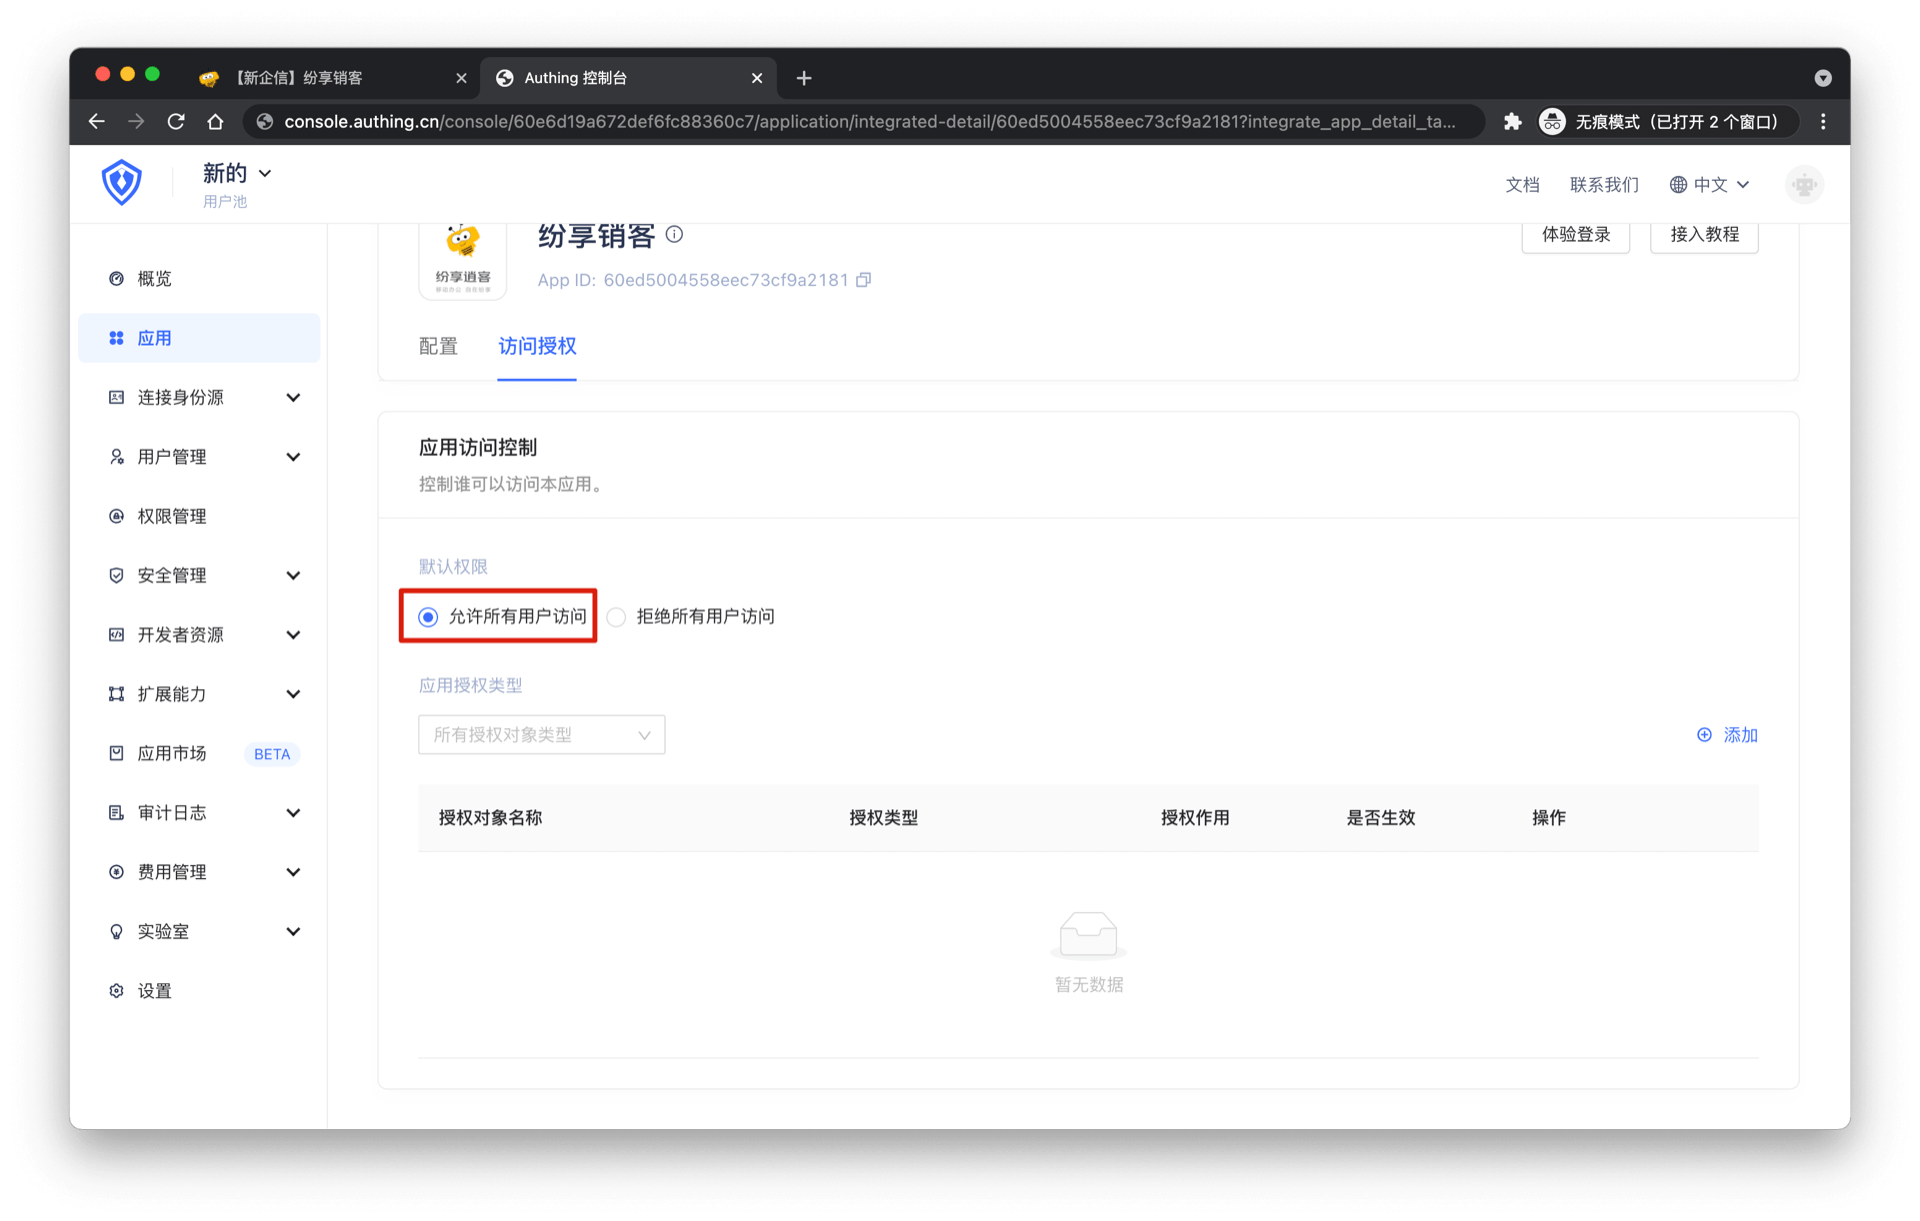 【新企信】纷享销客
Authing 控制台
console.authing.cn/console/60e6d19a672def6fc88360c7/application/integrated-detail/60ed5004558eec73cf9a2181?integrate_app_detail_ta...
无痕模式（已打开 2 个窗口）
新的
用户池
文档
联系我们
中文
纷享逍客
纷享销客
App ID: 60ed5004558eec73cf9a2181
体验登录
接入教程
配置
访问授权
概览
应用
连接身份源
用户管理
权限管理
安全管理
开发者资源
扩展能力
应用市场 BETA
审计日志
费用管理
实验室
设置
应用访问控制
控制谁可以访问本应用。
默认权限
允许所有用户访问
拒绝所有用户访问
应用授权类型
所有授权对象类型
添加
授权对象名称 授权类型 授权作用 是否生效 操作
暂无数据